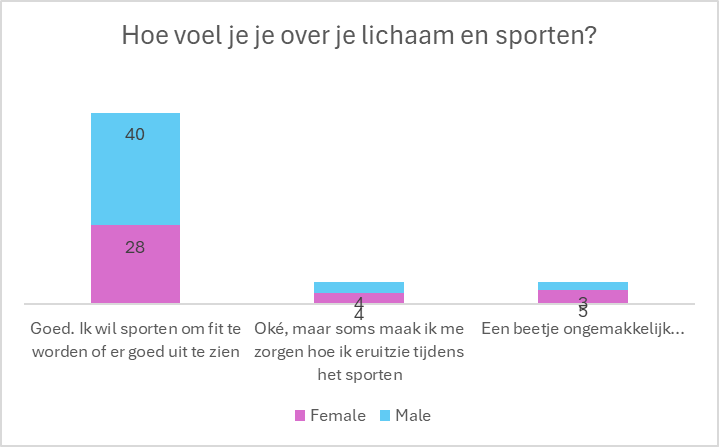 Hoe voel je je over je lichaam en sporten?
40
28
4
4
3
5
Goed. Ik wil sporten om fit te
worden of er goed uit te zien
Oké, maar soms maak ik me
zorgen hoe ik eruitzie tijdens
het sporten
Een beetje ongemakkelijk...
Female Male